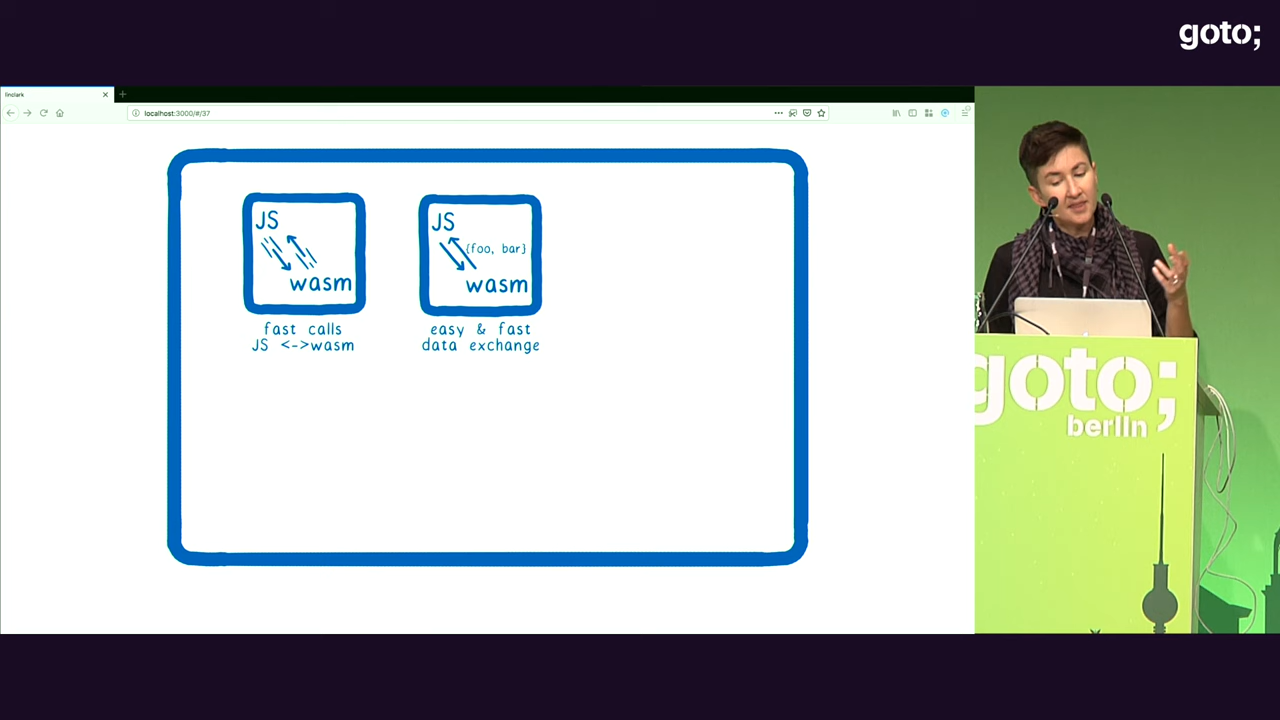 goto;
linclark
localhost:3000/#/37
JS
wasm
fast calls
JS <->wasm
JS
{foo, bar}
wasm
easy & fast
data exchange
goto;
berlin